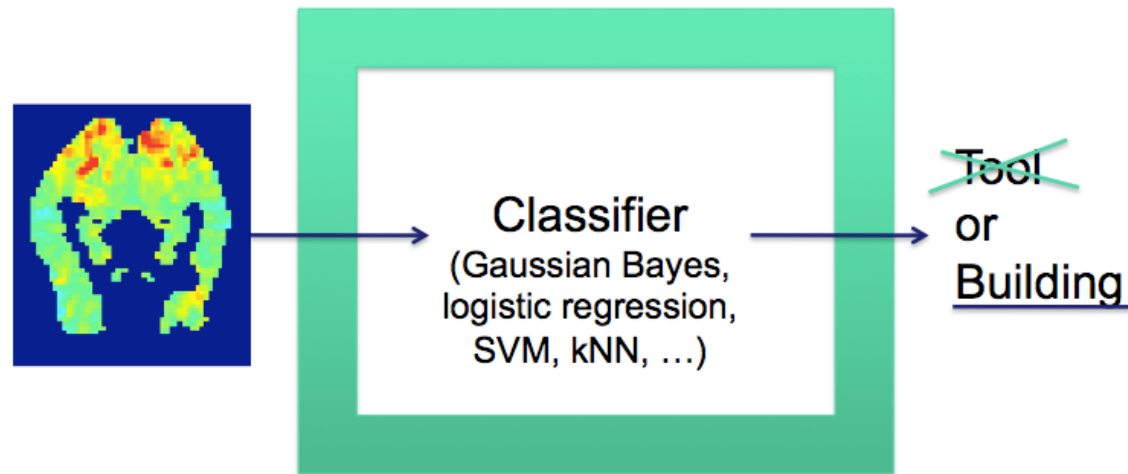 Classifier
(Gaussian Bayes,
logistic regression,
SVM, kNN, …)
Tool
or
Building